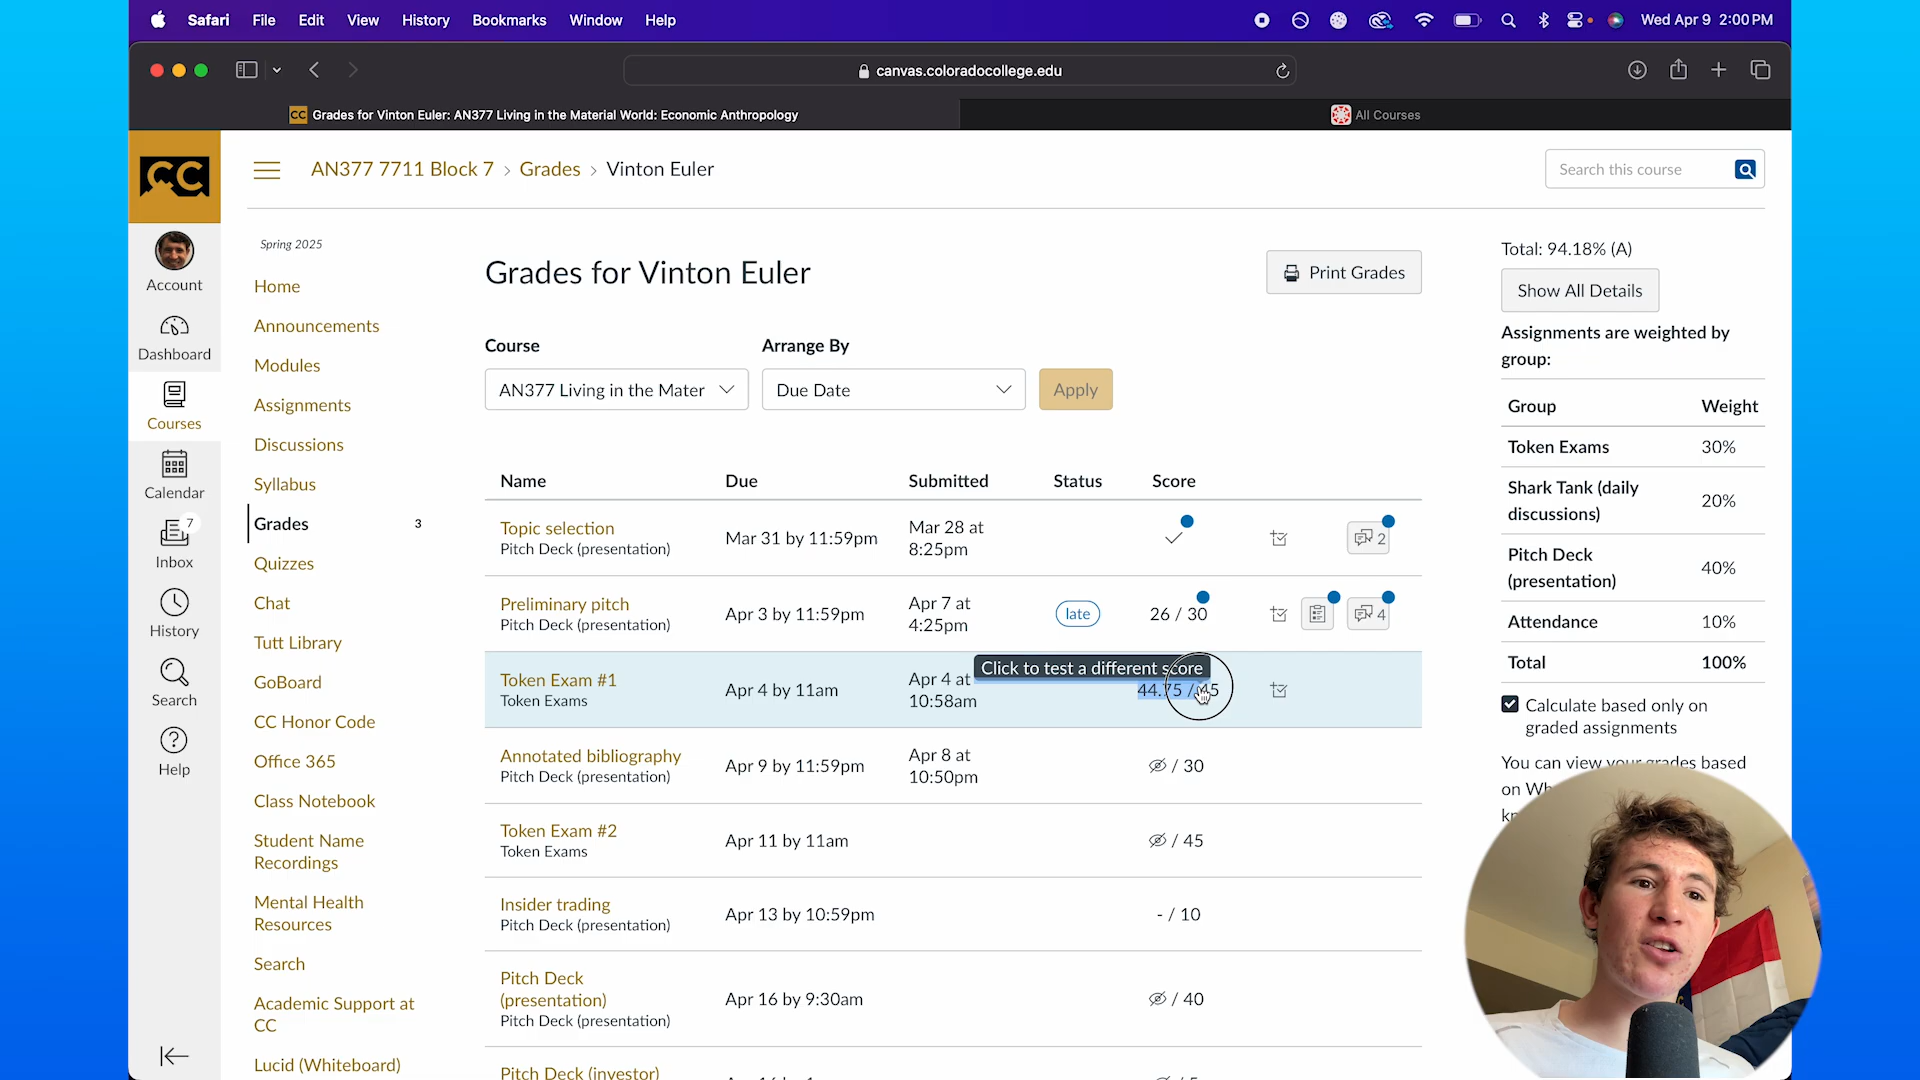 Safari File Edit View History Bookmarks Window Help
Wed Apr 9 2:00 PM
canvas.coloradocollege.edu
CC Grades for Vinton Euler: AN377 Living in the Material World: Economic Anthropology
All Courses
CC
AN377 7711 Block 7 › Grades › Vinton Euler
Search this course
Account
Dashboard
Courses
Calendar
7
Inbox
History
Search
Help
Spring 2025
Home
Announcements
Modules
Assignments
Discussions
Syllabus
Grades 3
Quizzes
Chat
Tutt Library
GoBoard
CC Honor Code
Office 365
Class Notebook
Student Name
Recordings
Mental Health
Resources
Search
Academic Support at
CC
Lucid (Whiteboard)
Grades for Vinton Euler
Print Grades
Course
Arrange By
AN377 Living in the Mater
Due Date
Apply
Name Due Submitted Status Score
Topic selection
Pitch Deck (presentation)
Mar 31 by 11:59pm
Mar 28 at
8:25pm
2
Preliminary pitch
Pitch Deck (presentation)
Apr 3 by 11:59pm
Apr 7 at
4:25pm
late
26 / 30
4
Click to test a different score
Token Exam #1
Token Exams
Apr 4 by 11am
Apr 4 at
10:58am
44.75 / 45
Annotated bibliography
Pitch Deck (presentation)
Apr 9 by 11:59pm
Apr 8 at
10:50pm
/ 30
Token Exam #2
Token Exams
Apr 11 by 11am
/ 45
Insider trading
Pitch Deck (presentation)
Apr 13 by 10:59pm
- / 10
Pitch Deck
(presentation)
Pitch Deck (presentation)
Apr 16 by 9:30am
/ 40
Pitch Deck (investor)
Total: 94.18% (A)
Show All Details
Assignments are weighted by
group:
Group Weight
Token Exams 30%
Shark Tank (daily
discussions) 20%
Pitch Deck
(presentation) 40%
Attendance 10%
Total 100%
Calculate based only on
graded assignments
You can view your grades based
on